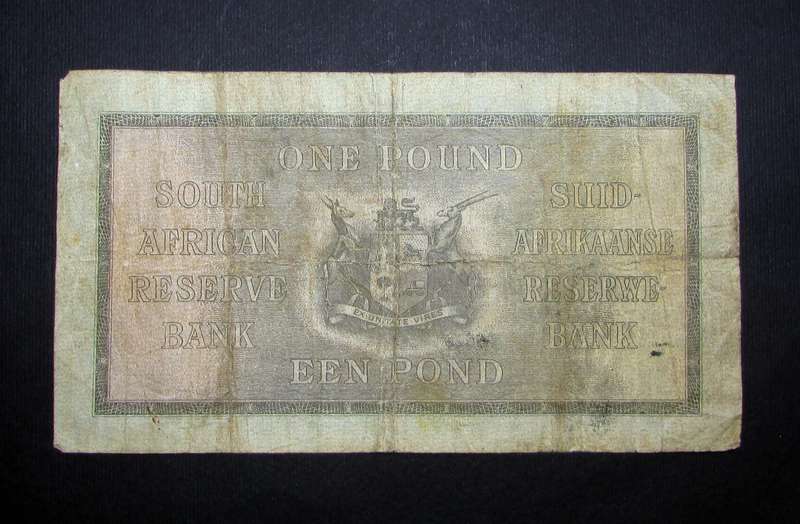 ONE POUND
SOUTH
AFRICAN
RESERVE
BANK
SUID-
AFRIKAANSE
RESERWE-
BANK
EX UNITATE VIRES
EEN POND